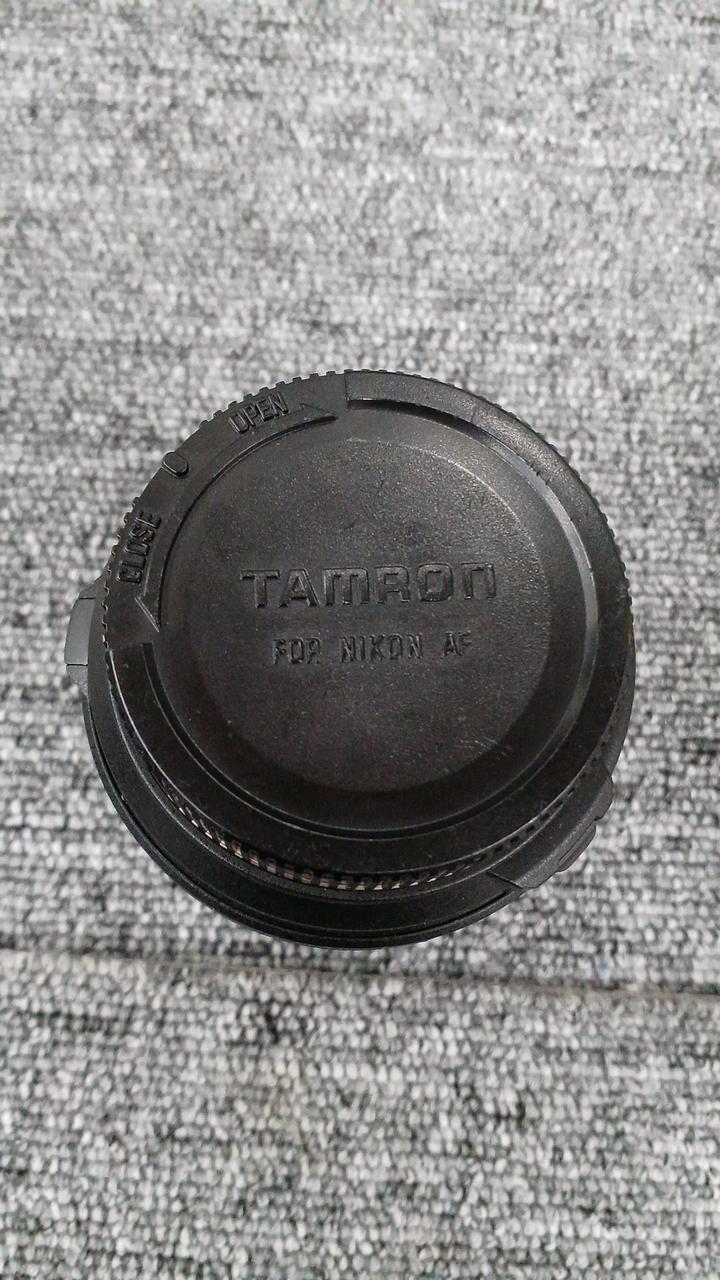 OPEN
CLOSE
TAMRON
FOR NIKON AF